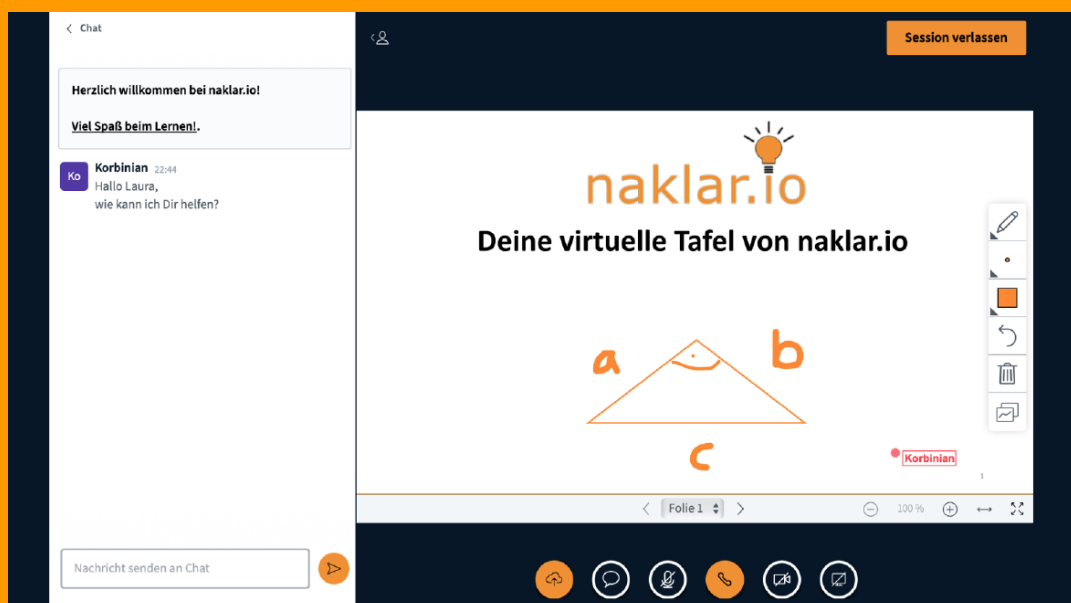 Chat
Session verlassen
Herzlich willkommen bei naklar.io!
Viel Spaß beim Lernen!.
Ko
Korbinian 22:44
Hallo Laura,
wie kann ich Dir helfen?
naklar.io
Deine virtuelle Tafel von naklar.io
a
b
c
Korbinian
1
Folie 1
100 %
Nachricht senden an Chat